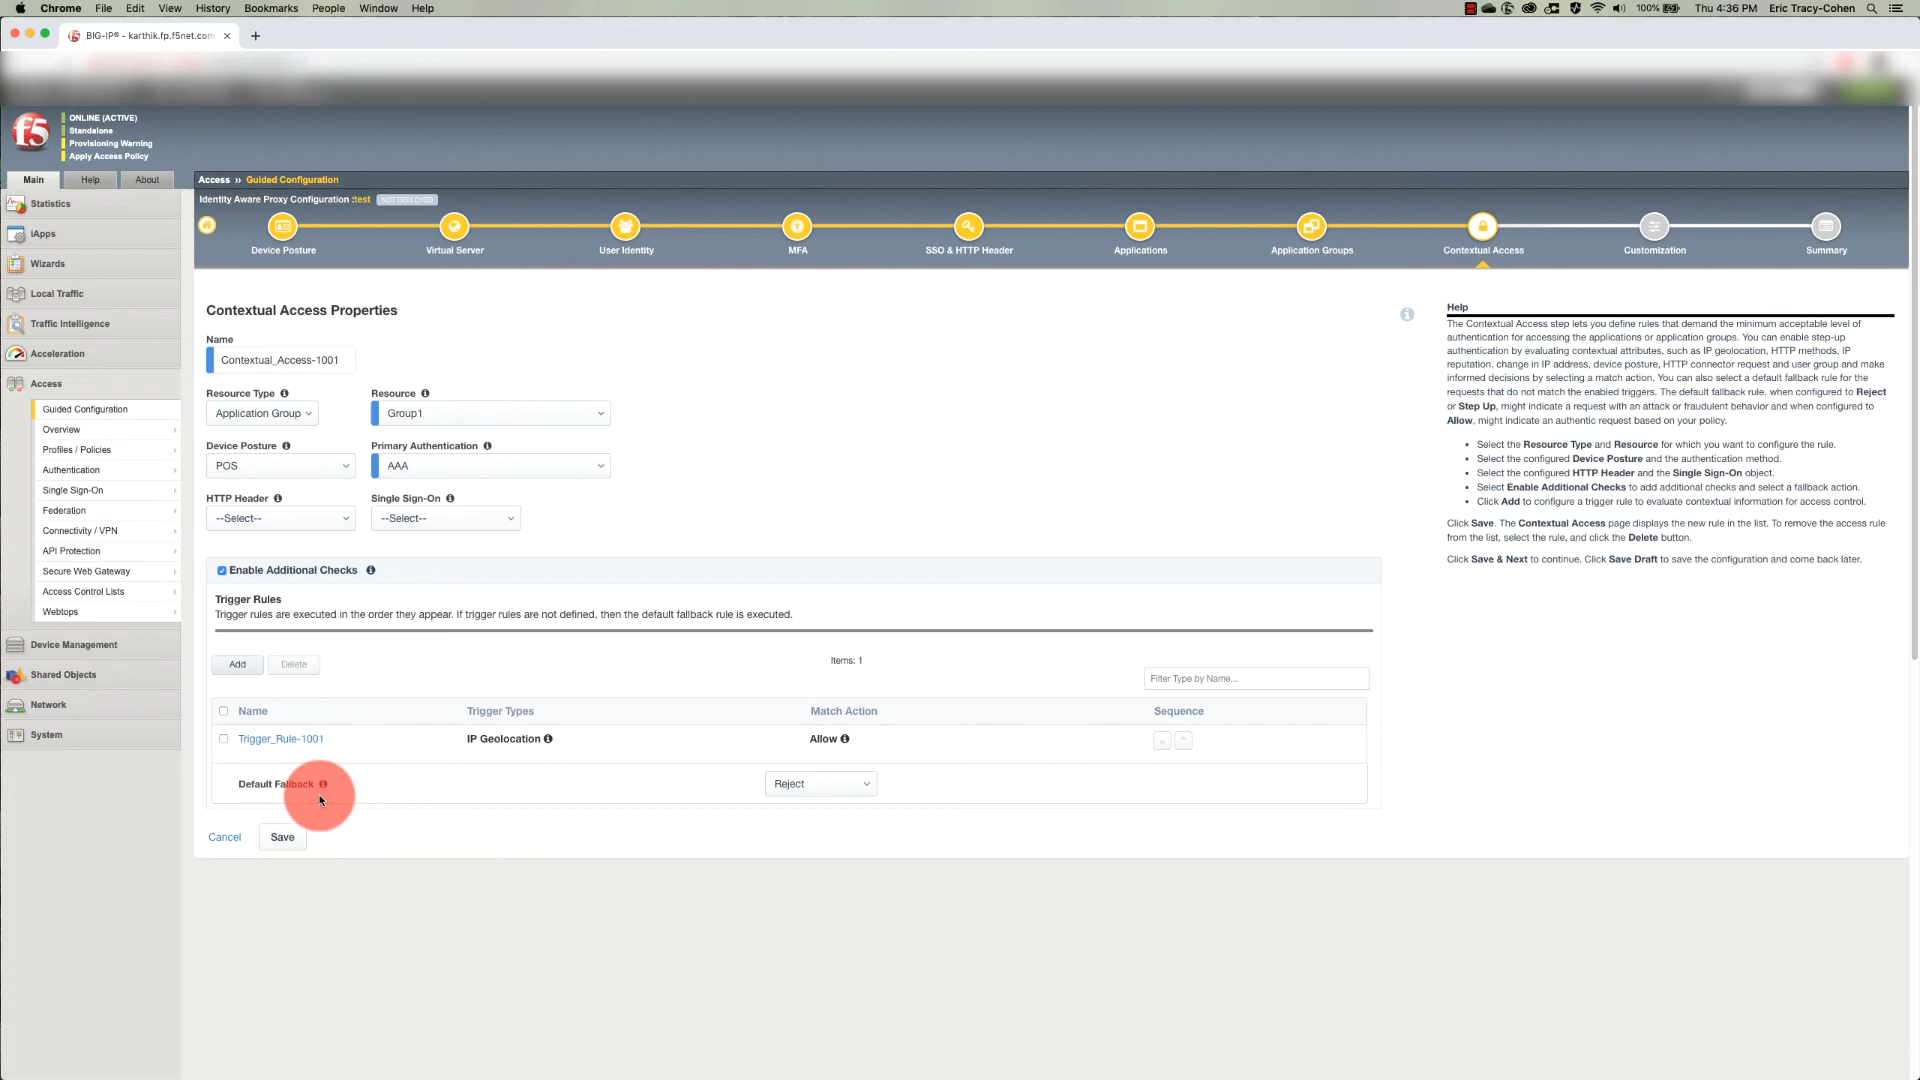 Chrome File Edit View History Bookmarks People Window Help
100% Thu 4:36 PM Eric Tracy-Cohen
BIG-IP® - karthik.fp.f5net.com
f5
ONLINE (ACTIVE)
Standalone
Provisioning Warning
Apply Access Policy
Main Help About
Access » Guided Configuration
Identity Aware Proxy Configuration :test NOT DEPLOYED
Device Posture Virtual Server User Identity MFA SSO & HTTP Header Applications Application Groups Contextual Access Customization Summary
Statistics
iApps
Wizards
Local Traffic
Traffic Intelligence
Acceleration
Access
Guided Configuration
Overview
Profiles / Policies
Authentication
Single Sign-On
Federation
Connectivity / VPN
API Protection
Secure Web Gateway
Access Control Lists
Webtops
Device Management
Shared Objects
Network
System
Contextual Access Properties
Name
Contextual_Access-1001
Resource Type Resource
Application Group Group1
Device Posture Primary Authentication
POS AAA
HTTP Header Single Sign-On
--Select-- --Select--
Enable Additional Checks
Trigger Rules
Trigger rules are executed in the order they appear. If trigger rules are not defined, then the default fallback rule is executed.
Add Delete Items: 1
Filter Type by Name...
Name Trigger Types Match Action Sequence
Trigger_Rule-1001 IP Geolocation Allow
Default Fallback Reject
Cancel Save
Help
The Contextual Access step lets you define rules that demand the minimum acceptable level of
authentication for accessing the applications or application groups. You can enable step-up
authentication by evaluating contextual attributes, such as IP geolocation, HTTP methods, IP
reputation, change in IP address, device posture, HTTP connector request and user group and make
informed decisions by selecting a match action. You can also select a default fallback rule for the
requests that do not match the enabled triggers. The default fallback rule, when configured to Reject
or Step Up, might indicate a request with an attack or fraudulent behavior and when configured to
Allow, might indicate an authentic request based on your policy.
• Select the Resource Type and Resource for which you want to configure the rule.
• Select the configured Device Posture and the authentication method.
• Select the configured HTTP Header and the Single Sign-On object.
• Select Enable Additional Checks to add additional checks and select a fallback action.
• Click Add to configure a trigger rule to evaluate contextual information for access control.
Click Save. The Contextual Access page displays the new rule in the list. To remove the access rule
from the list, select the rule, and click the Delete button.
Click Save & Next to continue. Click Save Draft to save the configuration and come back later.